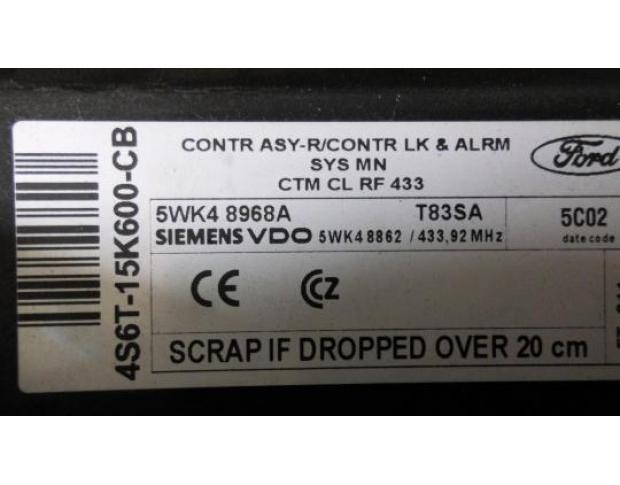 4S6T-15K600-CB
CONTR ASY-R/CONTR LK & ALRM
SYS MN
CTM CL RF 433
Ford
5WK4 8968A T83SA
SIEMENS VDO 5WK4 8862 / 433,92 MHz
5C02
date code
CE CCZ
SCRAP IF DROPPED OVER 20 cm